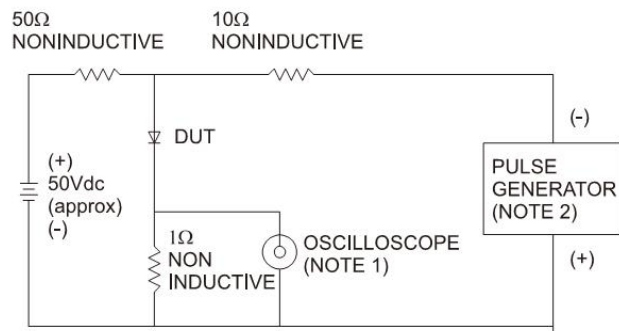 50Ω
NONINDUCTIVE
10Ω
NONINDUCTIVE
DUT
(+)
50Vdc
(approx)
(-)
1Ω
NON
INDUCTIVE
OSCILLOSCOPE
(NOTE 1)
(-)
PULSE
GENERATOR
(NOTE 2)
(+)